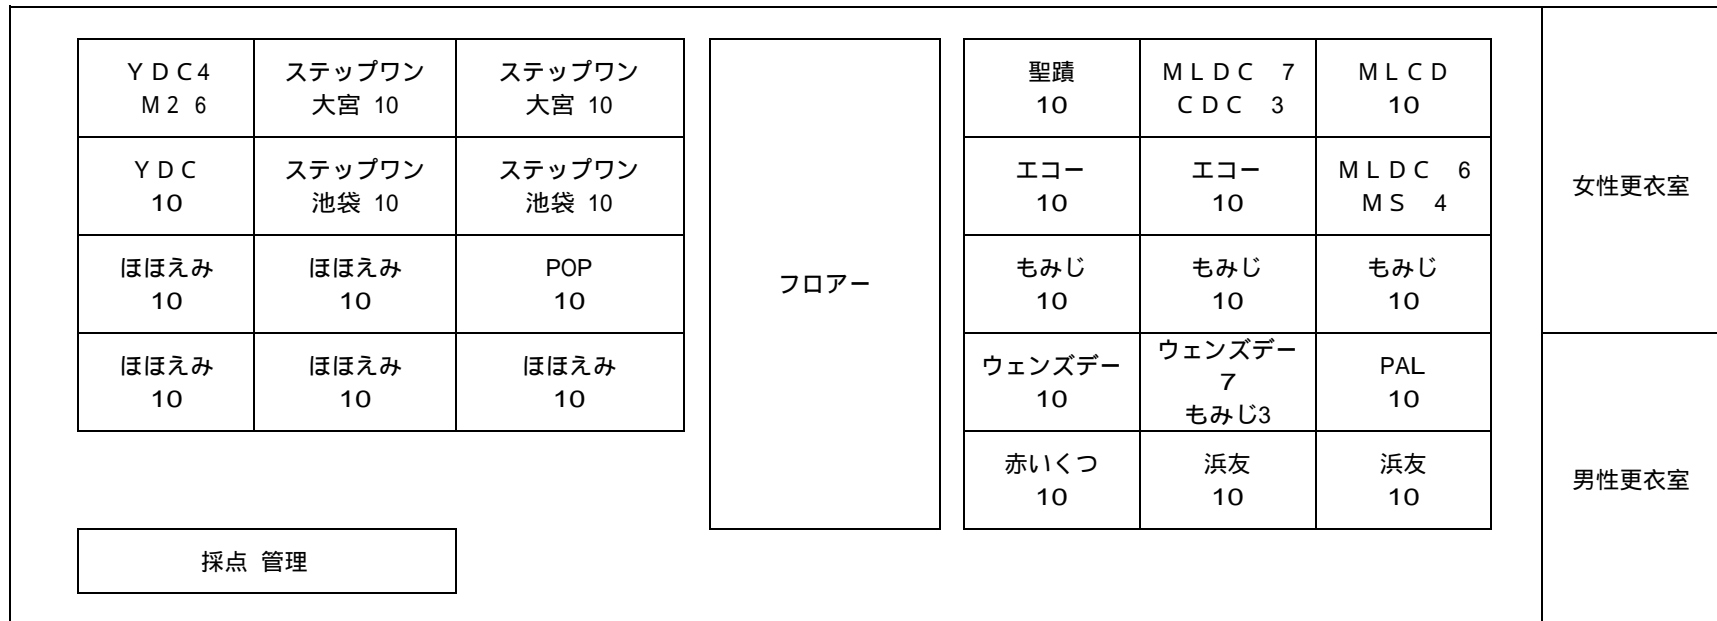 ＹＤＣ4
Ｍ２ 6
ステップワン
大宮 10
ステップワン
大宮 10
聖蹟
10
ＭＬＤＣ 7
ＣＤＣ 3
ＭＬＣＤ
10
ＹＤＣ
10
ステップワン
池袋 10
ステップワン
池袋 10
エコー
10
エコー
10
ＭＬＤＣ 6
ＭＳ 4
女性更衣室
ほほえみ
10
ほほえみ
10
POP
10
フロアー
もみじ
10
もみじ
10
もみじ
10
ほほえみ
10
ほほえみ
10
ほほえみ
10
ウェンズデー
10
ウェンズデー
7
もみじ3
PAL
10
赤いくつ
10
浜友
10
浜友
10
男性更衣室
採点 管理